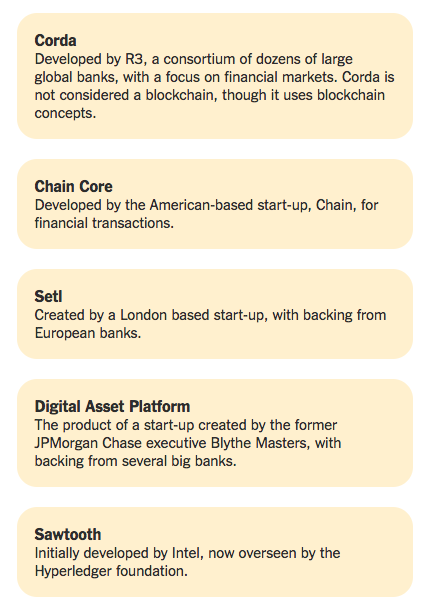 Corda
Developed by R3, a consortium of dozens of large
global banks, with a focus on financial markets. Corda is
not considered a blockchain, though it uses blockchain
concepts.
Chain Core
Developed by the American-based start-up, Chain, for
financial transactions.
Setl
Created by a London based start-up, with backing from
European banks.
Digital Asset Platform
The product of a start-up created by the former
JPMorgan Chase executive Blythe Masters, with
backing from several big banks.
Sawtooth
Initially developed by Intel, now overseen by the
Hyperledger foundation.